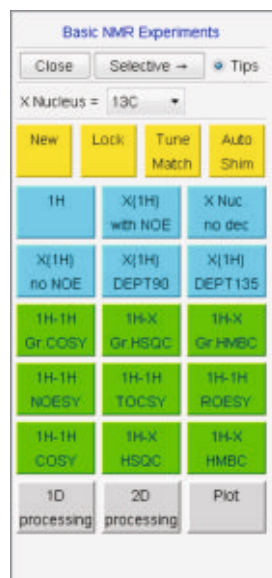 Basic NMR Experiments
Close Selective → Tips
X Nucleus = 13C
New Lock Tune Auto
Match Shim
1H X(1H) X Nuc.
with NOE no dec
X(1H) X(1H) X(1H)
no NOE DEPT90 DEPT135
1H-1H 1H-X 1H-X
Gr.COSY Gr.HSQC Gr.HMBC
1H-1H 1H-1H 1H-1H
NOESY TOCSY ROESY
1H-1H 1H-X 1H-X
COSY HSQC HMBC
1D 2D Plot
processing processing